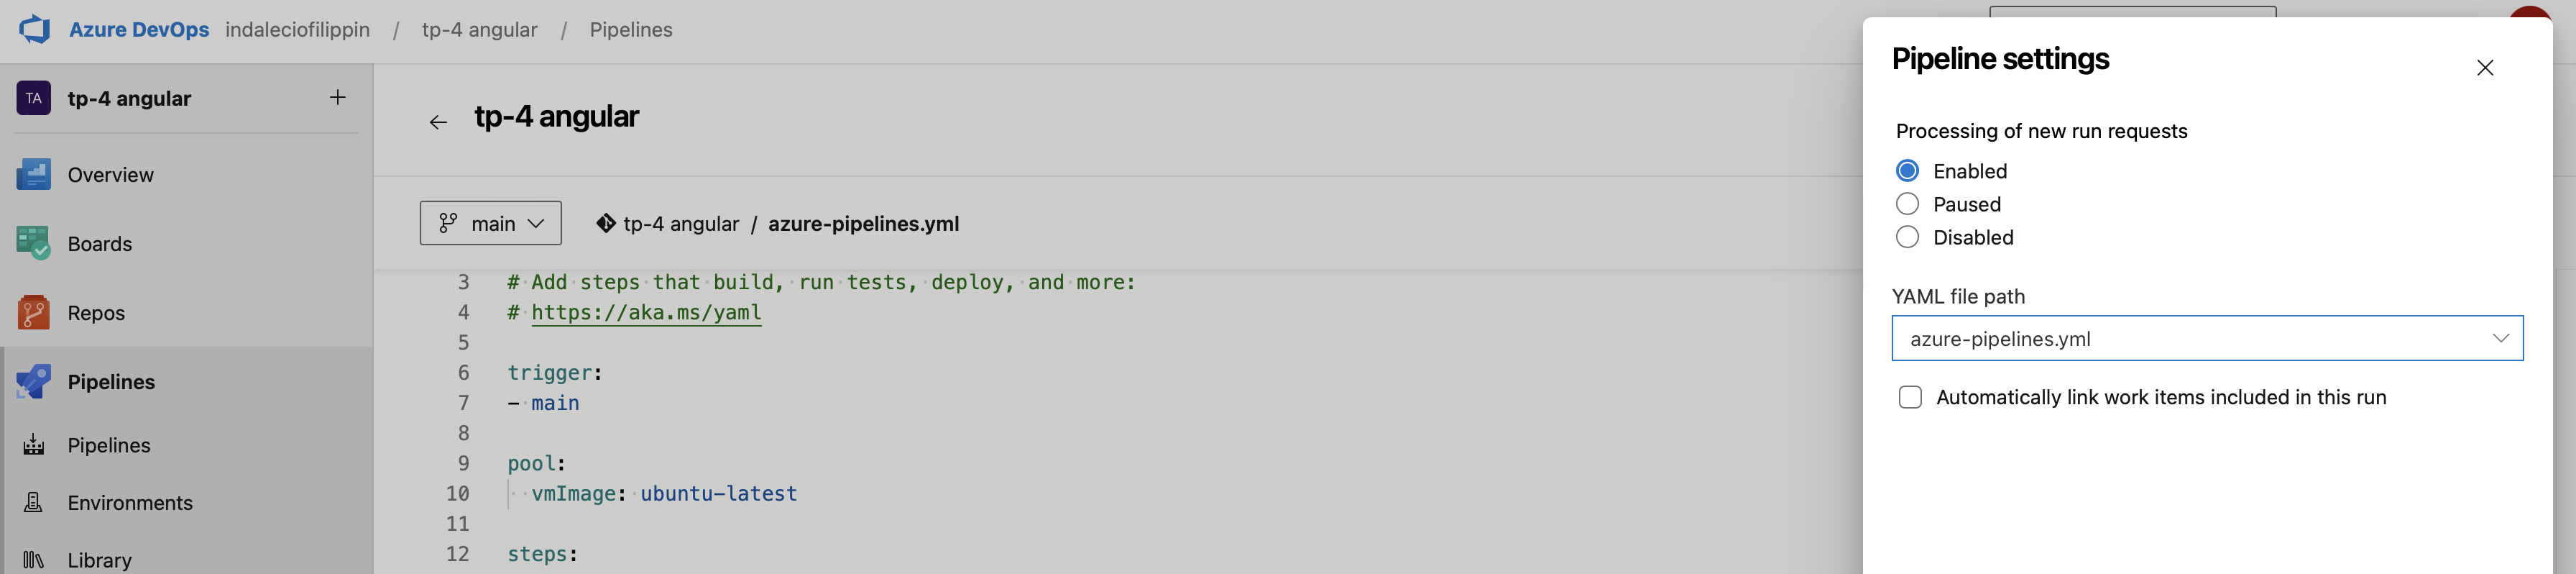 Azure DevOps indaleciofilippin / tp-4 angular / Pipelines
TA tp-4 angular +
Overview
Boards
Repos
Pipelines
Pipelines
Environments
Library
tp-4 angular
main tp-4 angular / azure-pipelines.yml
3 # Add steps that build, run tests, deploy, and more:
4 # https://aka.ms/yaml
5
6 trigger:
7 - main
8
9 pool:
10 vmImage: ubuntu-latest
11
12 steps:
Pipeline settings
Processing of new run requests
Enabled
Paused
Disabled
YAML file path
azure-pipelines.yml
Automatically link work items included in this run